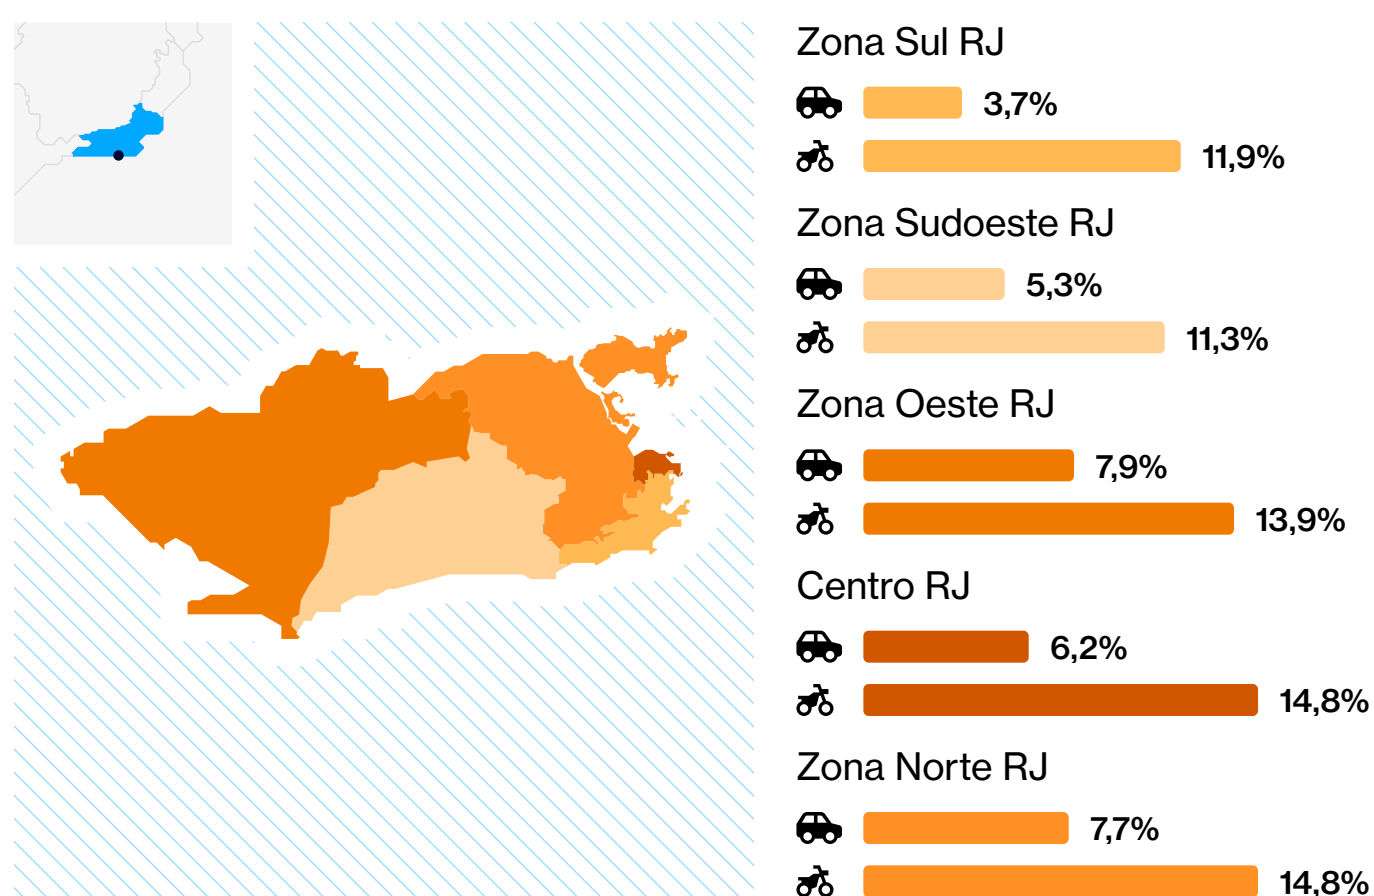 Zona Sul RJ
3,7%
11,9%
Zona Sudoeste RJ
5,3%
11,3%
Zona Oeste RJ
7,9%
13,9%
Centro RJ
6,2%
14,8%
Zona Norte RJ
7,7%
14,8%